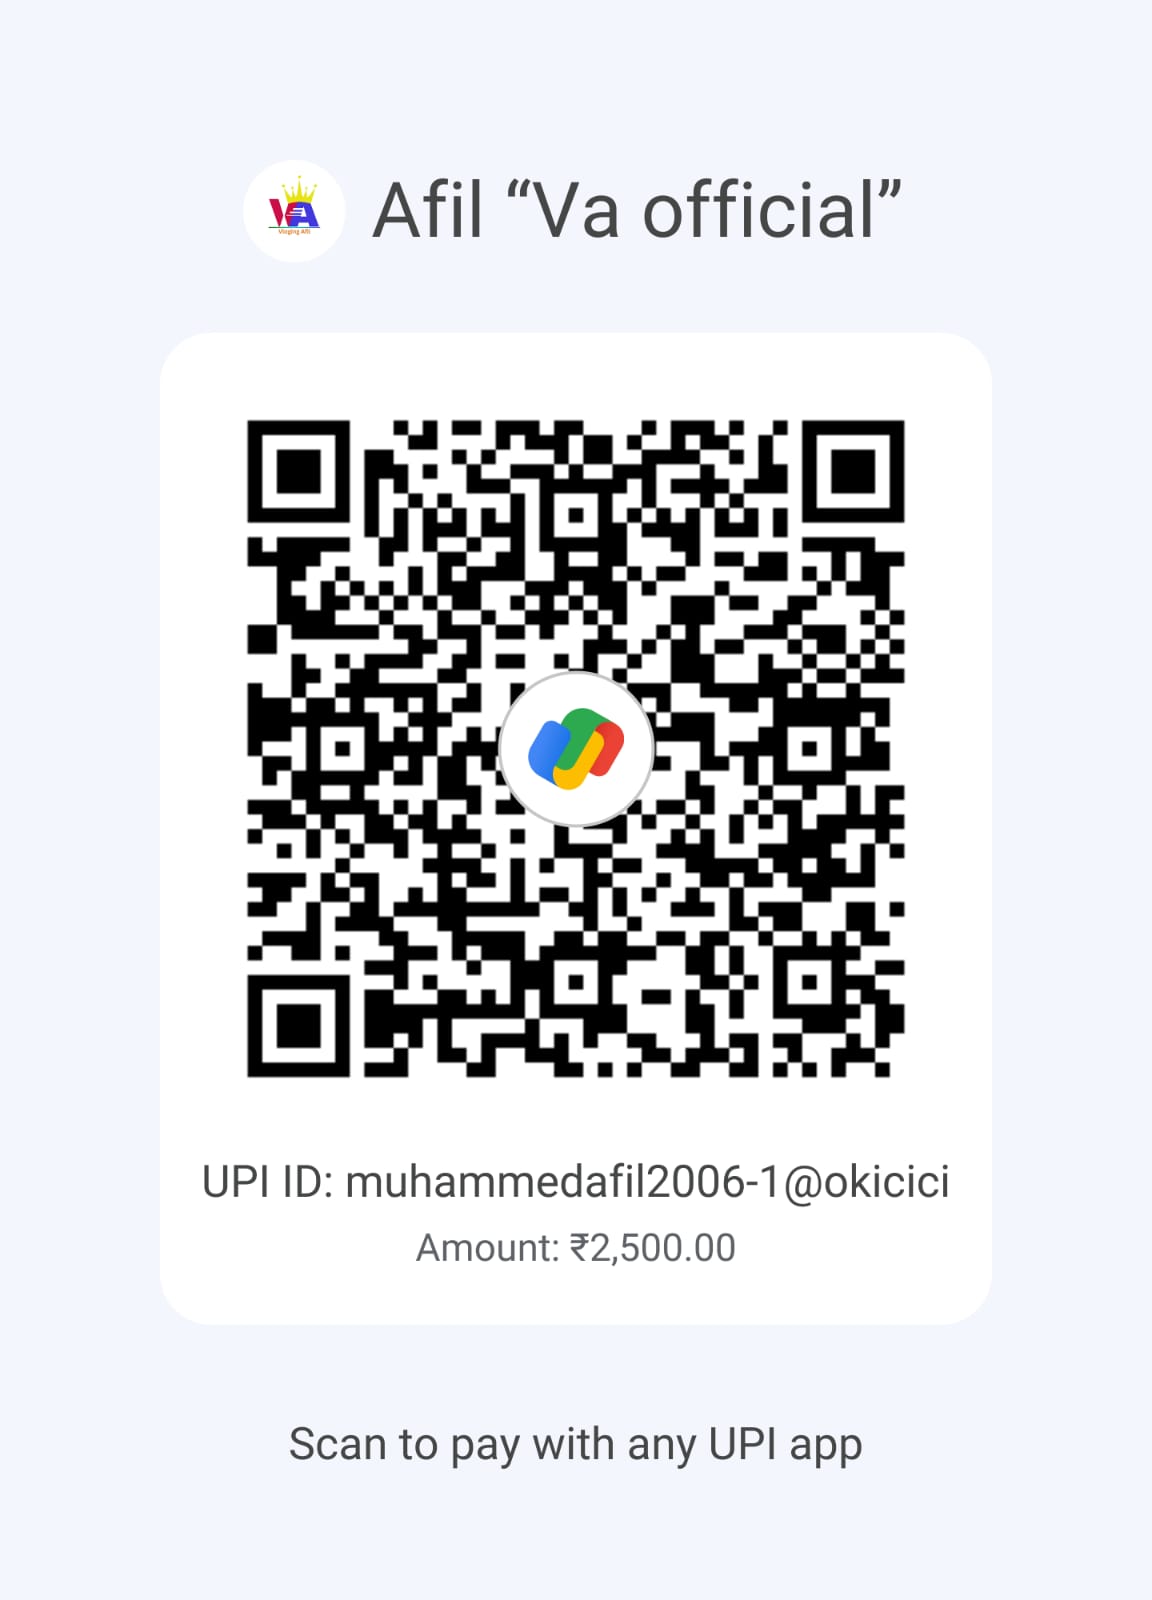 VA
Vloging Afil
Afil “Va official”
UPI ID: muhammedafil2006-1@okicici
Amount: ₹2,500.00
Scan to pay with any UPI app